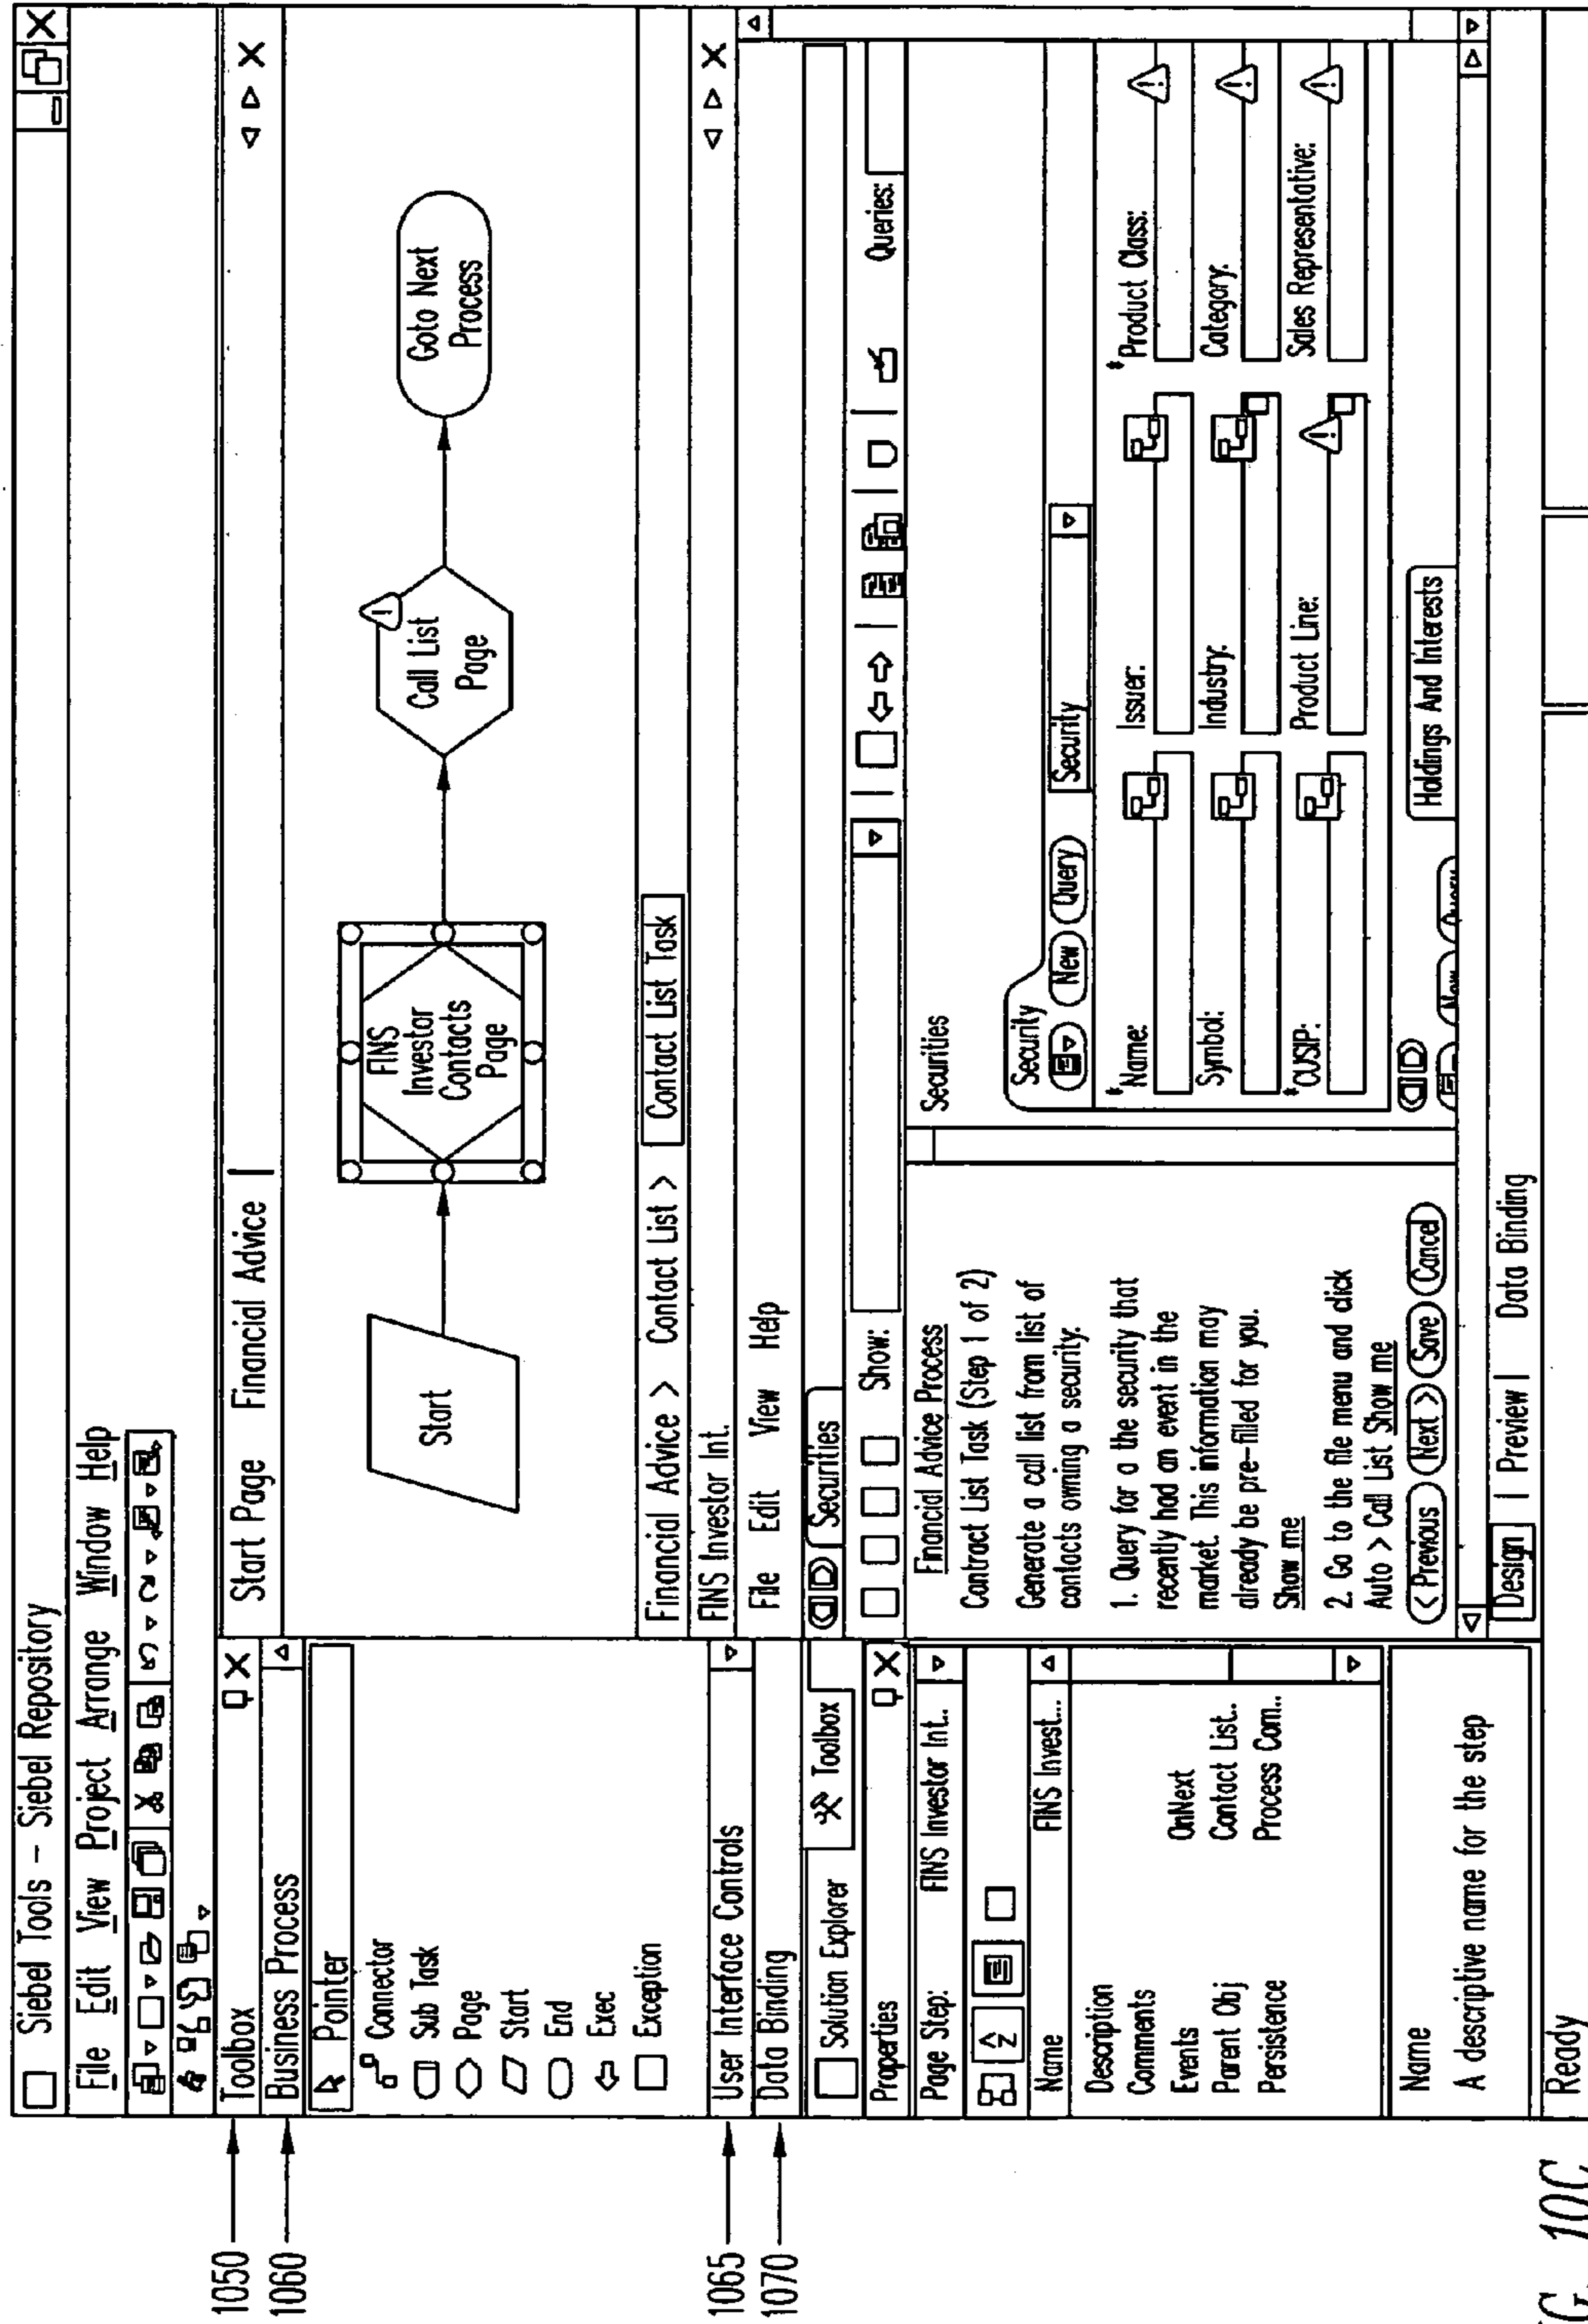 Siebel Tools – Siebel Repository
File Edit View Project Arrange Window Help
1050
Toolbox
1060
Business Process
Pointer
Connector
Sub Task
Page
Start
End
Exec
Exception
1065
User Interface Controls
1070
Data Binding
Solution Explorer
Toolbox
Properties
Page Step: FINS Investor Int..
A
Z
Name FINS Invest...
Description
Comments
Events OnNext
Parent Obj Contact List..
Persistence Process Com..
Name
A descriptive name for the step
Ready
Start Page Financial Advice
Start
FINS
Investor
Contacts
Page
Call List
Page
Goto Next
Process
Financial Advice > Contact List > Contact List Task
FINS Investor Int.
File Edit View Help
Securities
Show:
Queries:
Financial Advice Process
Contract List Task (Step 1 of 2)
Generate a call list from list of
contacts owning a security.
1. Query for a the security that
recently had an event in the
market. This information may
already be pre-filled for you.
Show me
2. Go to the file menu and click
Auto > Call List Show me
< Previous Next > Save Cancel
Securities
Security
New Query Security
*Name: Issuer: *Product Class:
Symbol: Industry: Category:
*CUSIP: Product Line: Sales Representative:
Holdings And Interests
New Query
Design Preview Data Binding
10C